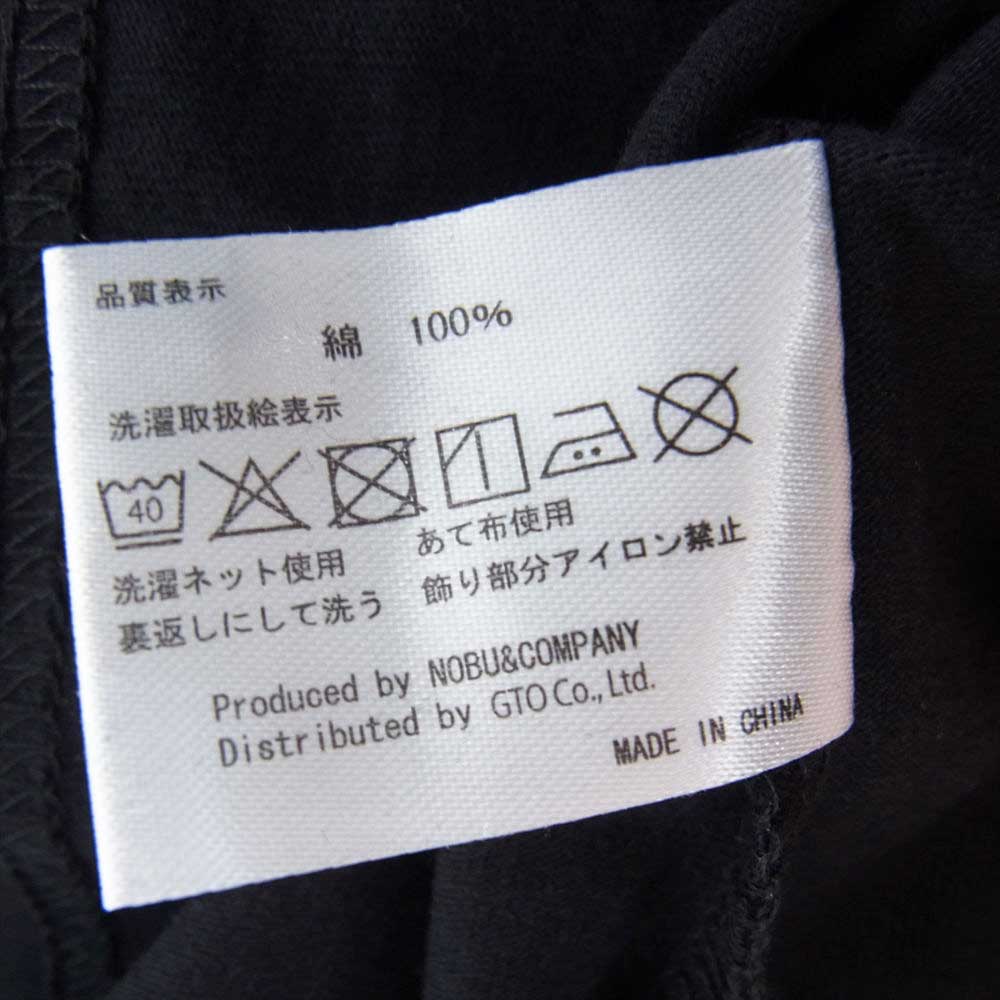 品質表示
綿 100%
洗濯取扱絵表示
40
洗濯ネット使用
裏返しにして洗う
あて布使用
飾り部分アイロン禁止
Produced by NOBU&COMPANY
Distributed by GTO Co.,Ltd.
MADE IN CHINA